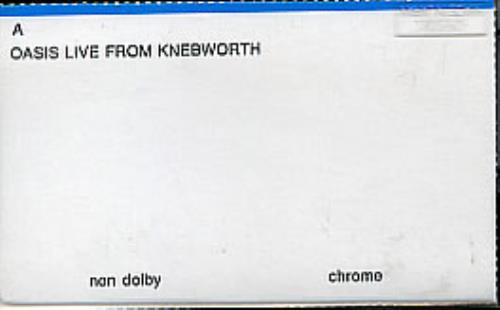 A
OASIS LIVE FROM KNEBWORTH
non dolby
chrome